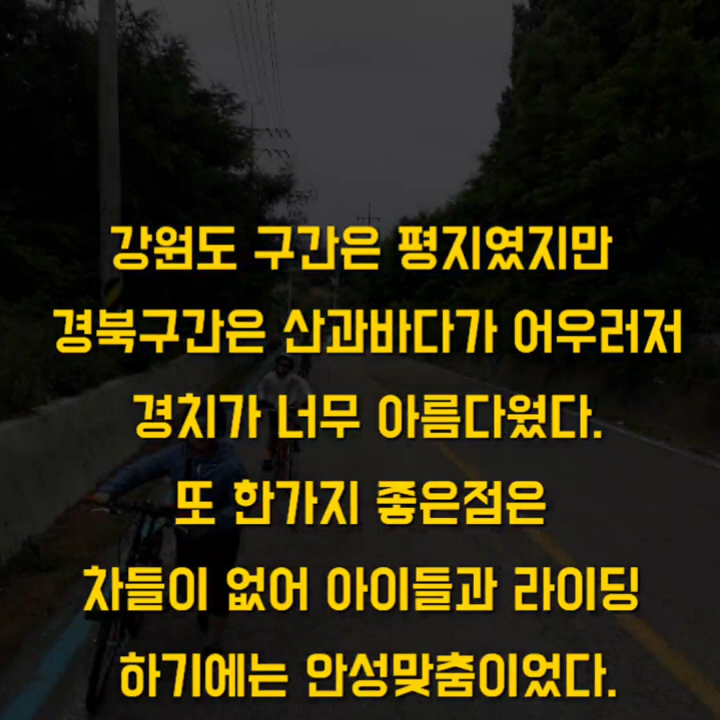 강원도 구간은 평지였지만
경북구간은 산과바다가 어우러저
경치가 너무 아름다웠다.
또 한가지 좋은점은
차들이 없어 아이들과 라이딩
하기에는 안성맞춤이었다.